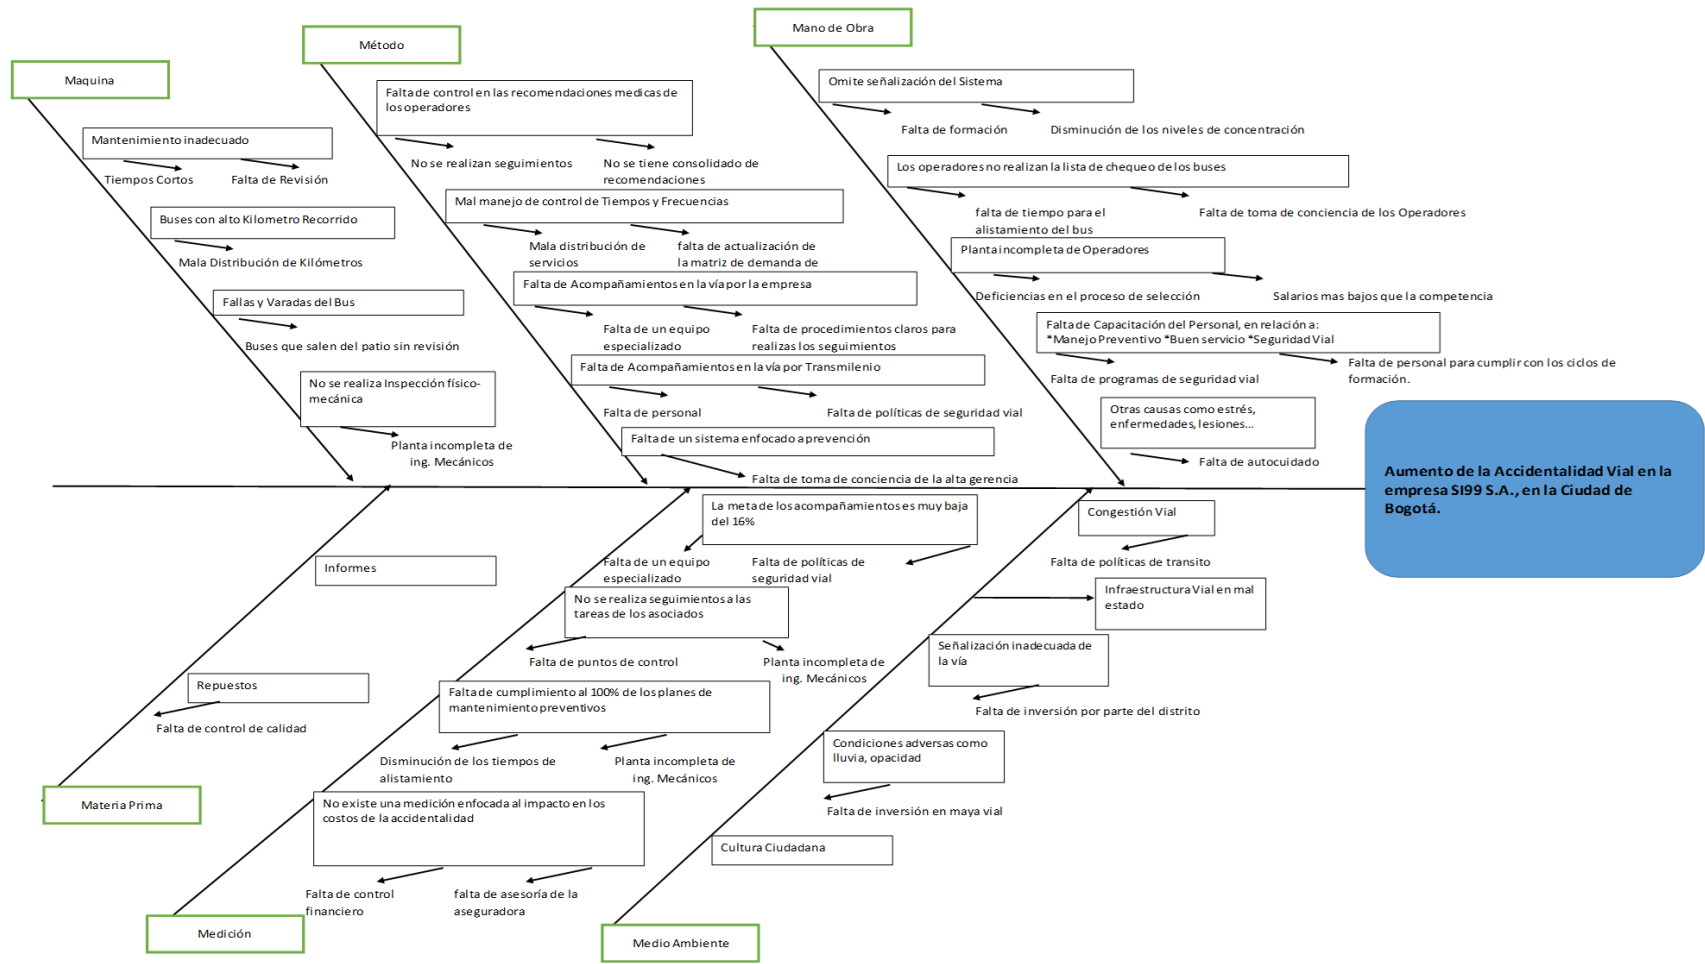 Maquina
Mantenimiento inadecuado
Tiempos Cortos
Falta de Revisión
Buses con alto Kilometro Recorrido
Mala Distribución de Kilómetros
Fallas y Varadas del Bus
Buses que salen del patio sin revisión
No se realiza Inspección físico-
mecánica
Planta incompleta de
ing. Mecánicos
Método
Falta de control en las recomendaciones medicas de
los operadores
No se realizan seguimientos
No se tiene consolidado de
recomendaciones
Mal manejo de control de Tiempos y Frecuencias
Mala distribución de
servicios
falta de actualización de
la matriz de demanda de
Falta de Acompañamientos en la vía por la empresa
Falta de un equipo
especializado
Falta de procedimientos claros para
realizas los seguimientos
Falta de Acompañamientos en la vía por Transmilenio
Falta de personal
Falta de políticas de seguridad vial
Falta de un sistema enfocado a prevención
Falta de toma de conciencia de la alta gerencia
Mano de Obra
Omite señalización del Sistema
Falta de formación
Disminución de los niveles de concentración
Los operadores no realizan la lista de chequeo de los buses
falta de tiempo para el
alistamiento del bus
Falta de toma de conciencia de los Operadores
Planta incompleta de Operadores
Deficiencias en el proceso de selección
Salarios mas bajos que la competencia
Falta de Capacitación del Personal, en relación a:
*Manejo Preventivo *Buen servicio *Seguridad Vial
Falta de programas de seguridad vial
Falta de personal para cumplir con los ciclos de
formación.
Otras causas como estrés,
enfermedades, lesiones...
Falta de autocuidado
Aumento de la Accidentalidad Vial en la
empresa SI99 S.A., en la Ciudad de
Bogotá.
Informes
Repuestos
Falta de control de calidad
Materia Prima
La meta de los acompañamientos es muy baja
del 16%
Falta de un equipo
especializado
Falta de políticas de
seguridad vial
No se realiza seguimientos a las
tareas de los asociados
Falta de puntos de control
Planta incompleta de
ing. Mecánicos
Falta de cumplimiento al 100% de los planes de
mantenimiento preventivos
Disminución de los tiempos de
alistamiento
Planta incompleta de
ing. Mecánicos
No existe una medición enfocada al impacto en los
costos de la accidentalidad
Falta de control
financiero
falta de asesoría de la
aseguradora
Medición
Congestión Vial
Falta de políticas de transito
Infraestructura Vial en mal
estado
Señalización inadecuada de
la vía
Falta de inversión por parte del distrito
Condiciones adversas como
lluvia, opacidad
Falta de inversión en maya vial
Cultura Ciudadana
Medio Ambiente